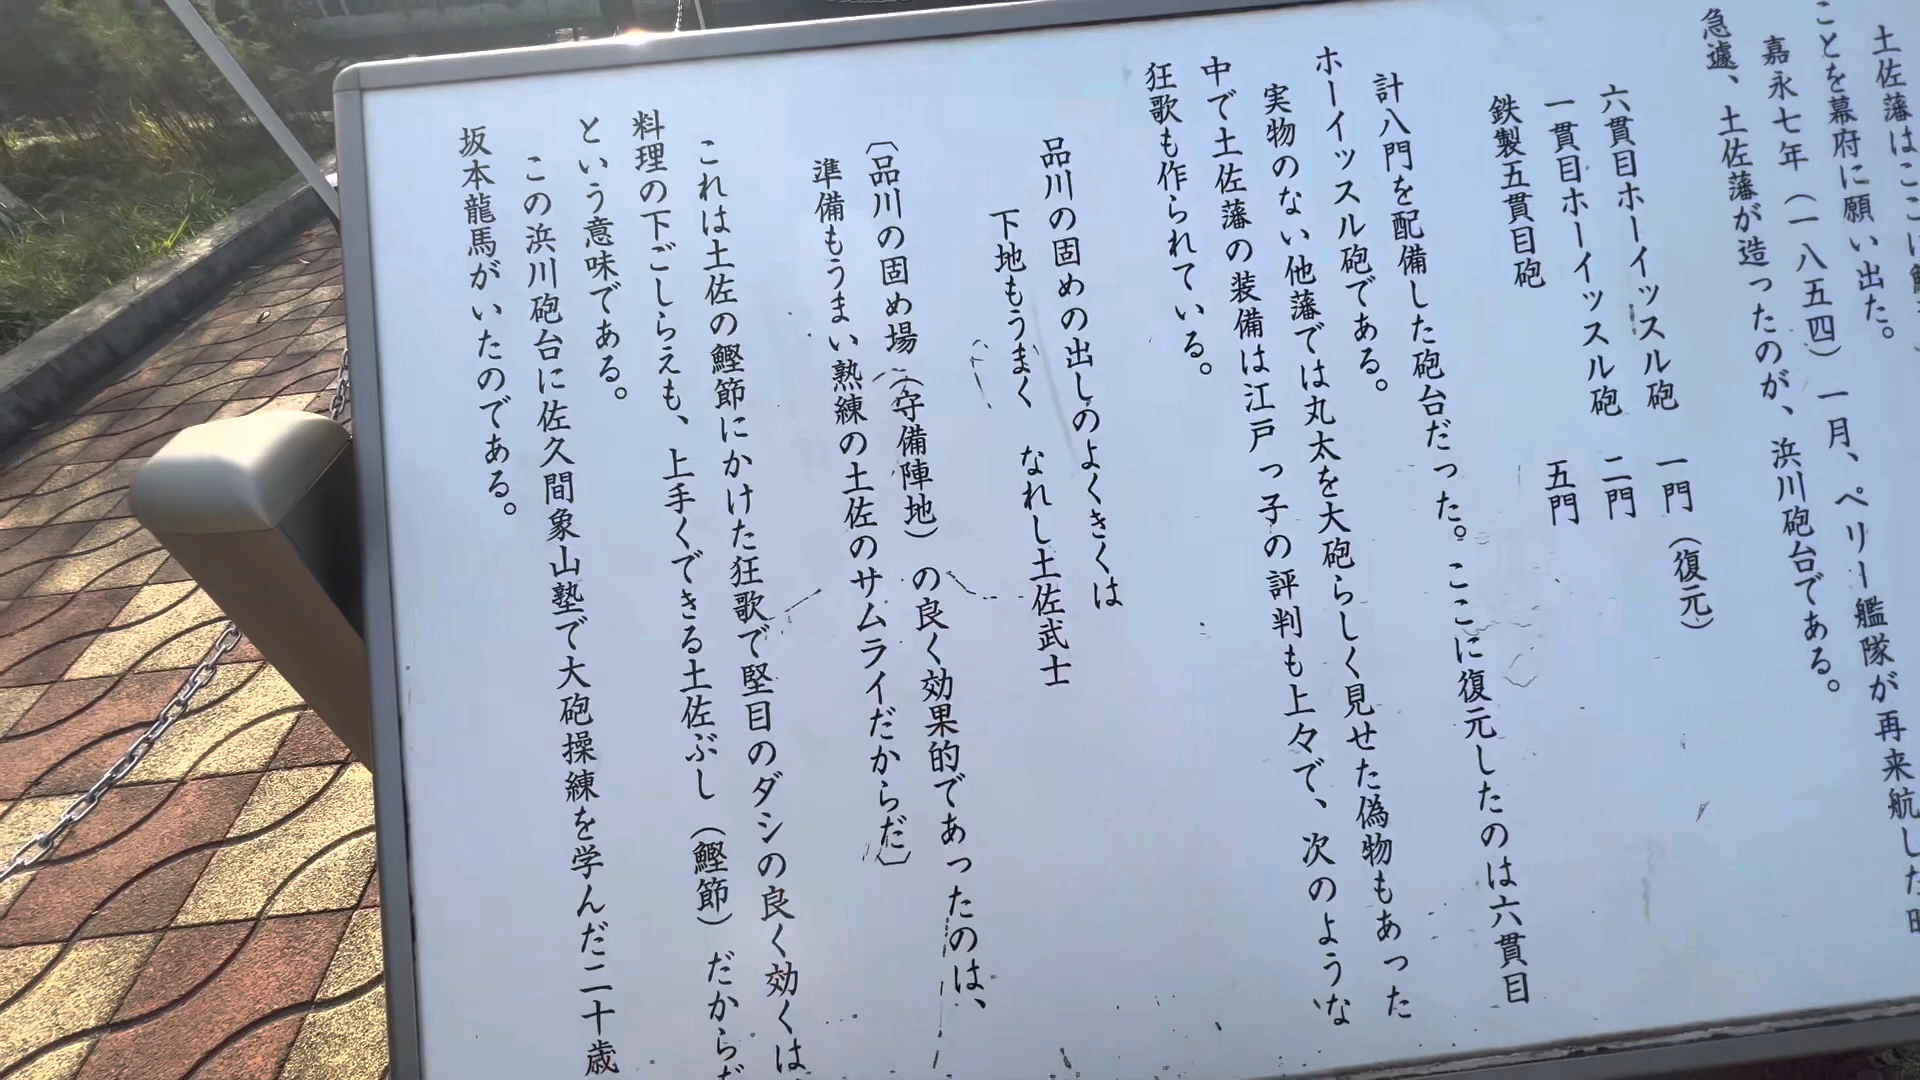 土佐藩はここに
ことを幕府に願い出た。
嘉永七年（一八五四）一月、ペリー艦隊が再来航した
急遽、土佐藩が造ったのが、浜川砲台である。
六貫目ホーイッスル砲　一門（復元）
一貫目ホーイッスル砲　二門
鉄製五貫目砲　五門
計八門を配備した砲台だった。ここに復元したのは六貫目
ホーイッスル砲である。
実物のない他藩では丸太を大砲らしく見せた偽物もあった
中で土佐藩の装備は江戸っ子の評判も上々で、次のような
狂歌も作られている。
品川の固めの出しのよくきくは
下地もうまく　なれし土佐武士
〔品川の固め場（守備陣地）の良く効果的であったのは、
準備もうまい熟練の土佐のサムライだからだ〕
これは土佐の鰹節にかけた狂歌で堅目のダシの良く効くは、
料理の下ごしらえも、上手くできる土佐ぶし（鰹節）だからだ
という意味である。
この浜川砲台に佐久間象山塾で大砲操練を学んだ二十歳
坂本龍馬がいたのである。